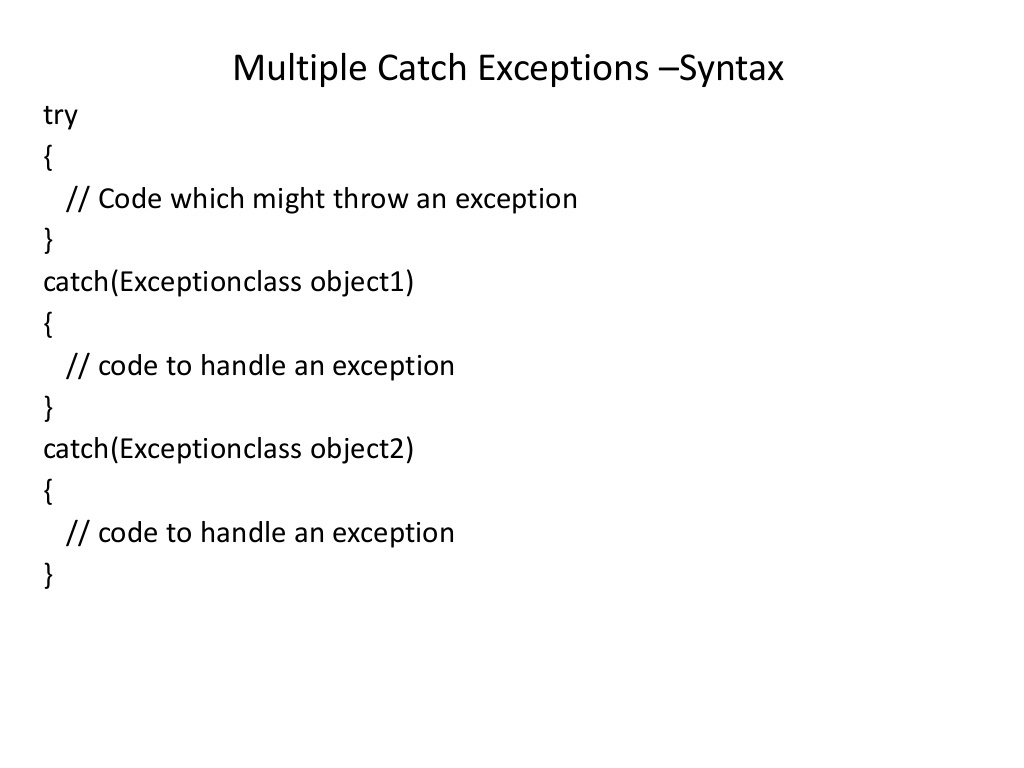 Multiple Catch Exceptions –Syntax
try
{
// Code which might throw an exception
}
catch(Exceptionclass object1)
{
// code to handle an exception
}
catch(Exceptionclass object2)
{
// code to handle an exception
}